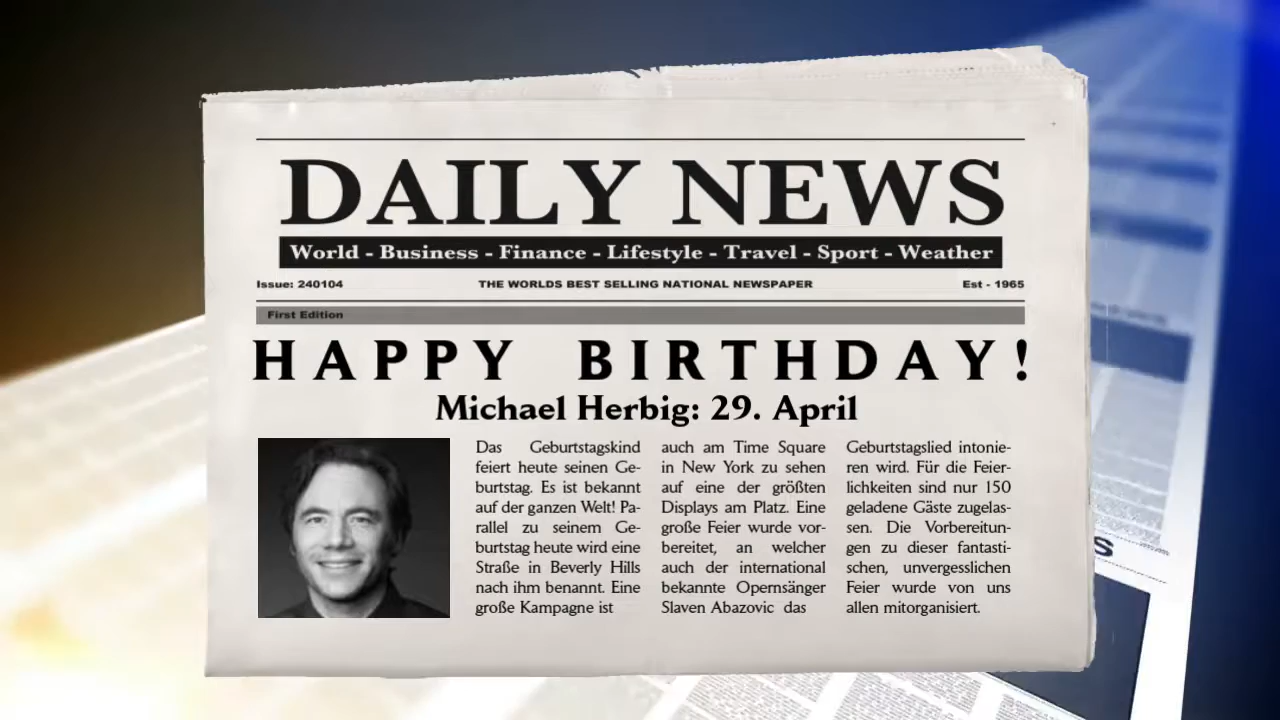 DAILY NEWS
World - Business - Finance - Lifestyle - Travel - Sport - Weather
Issue: 240104 THE WORLDS BEST SELLING NATIONAL NEWSPAPER Est - 1965
First Edition
HAPPY BIRTHDAY!
Michael Herbig: 29. April
Das Geburtstagskind
feiert heute seinen Ge-
burtstag. Es ist bekannt
auf der ganzen Welt! Pa-
rallel zu seinem Ge-
burtstag heute wird eine
Straße in Beverly Hills
nach ihm benannt. Eine
große Kampagne ist
auch am Time Square
in New York zu sehen
auf eine der größten
Displays am Platz. Eine
große Feier wurde vor-
bereitet, an welcher
auch der international
bekannte Opernsänger
Slaven Abazovic das
Geburtstagslied intonie-
ren wird. Für die Feier-
lichkeiten sind nur 150
geladene Gäste zugelas-
sen. Die Vorbereitun-
gen zu dieser fantasti-
schen, unvergesslichen
Feier wurde von uns
allen mitorganisiert.